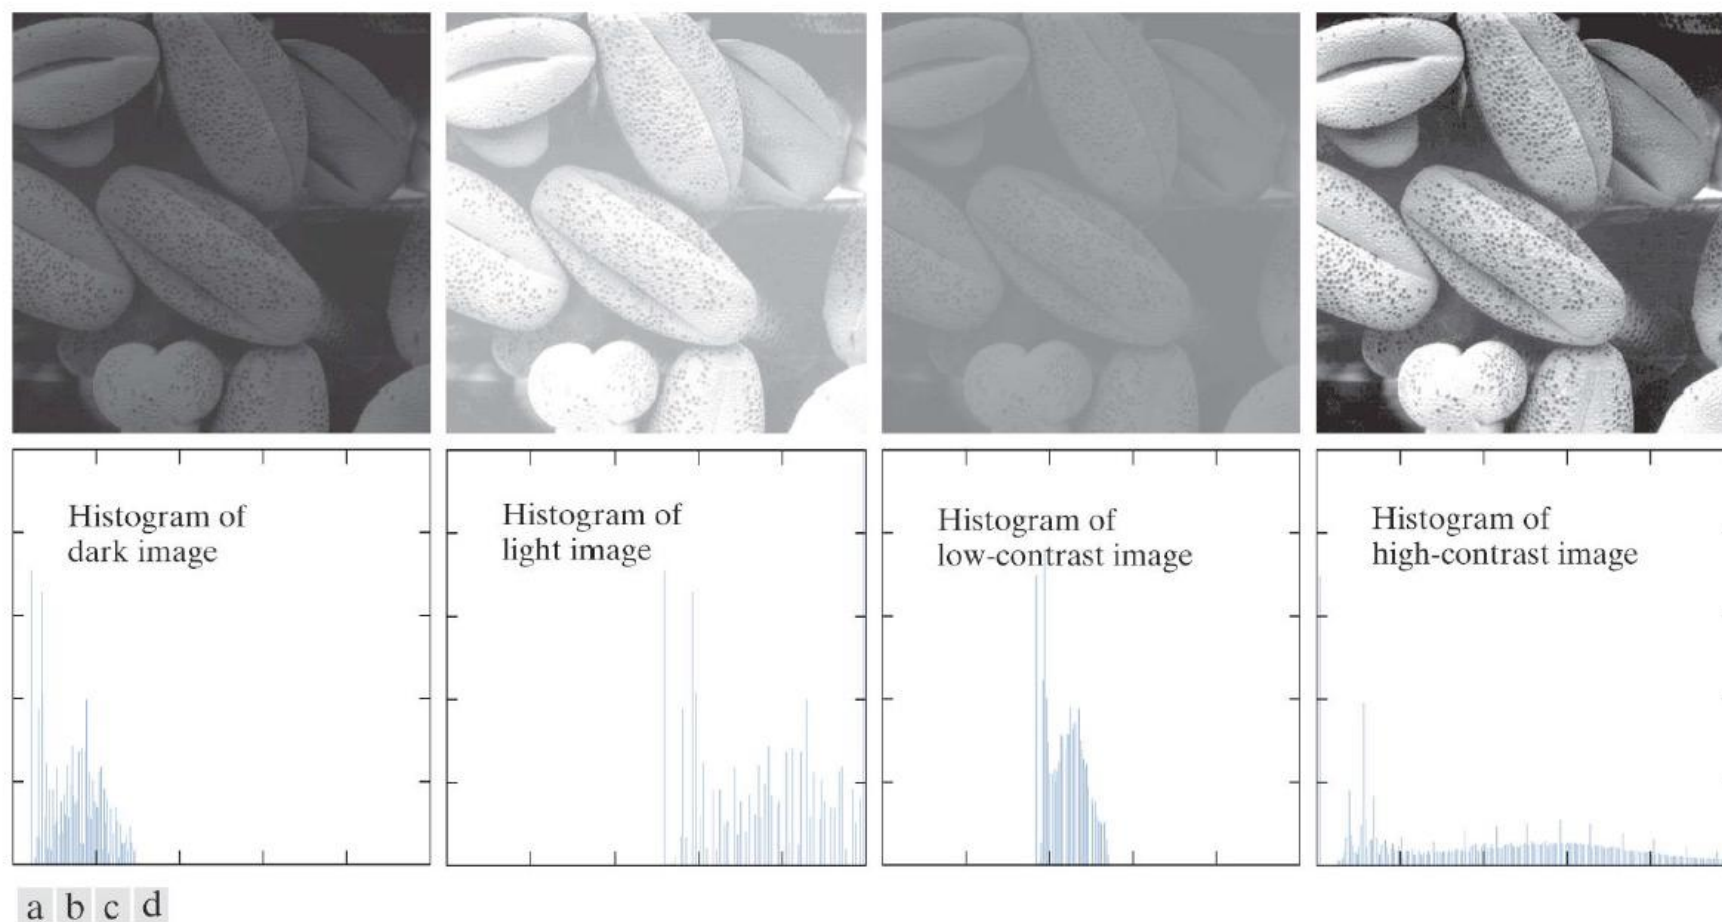 Histogram of
dark image
Histogram of
light image
Histogram of
low-contrast image
Histogram of
high-contrast image
a b c d